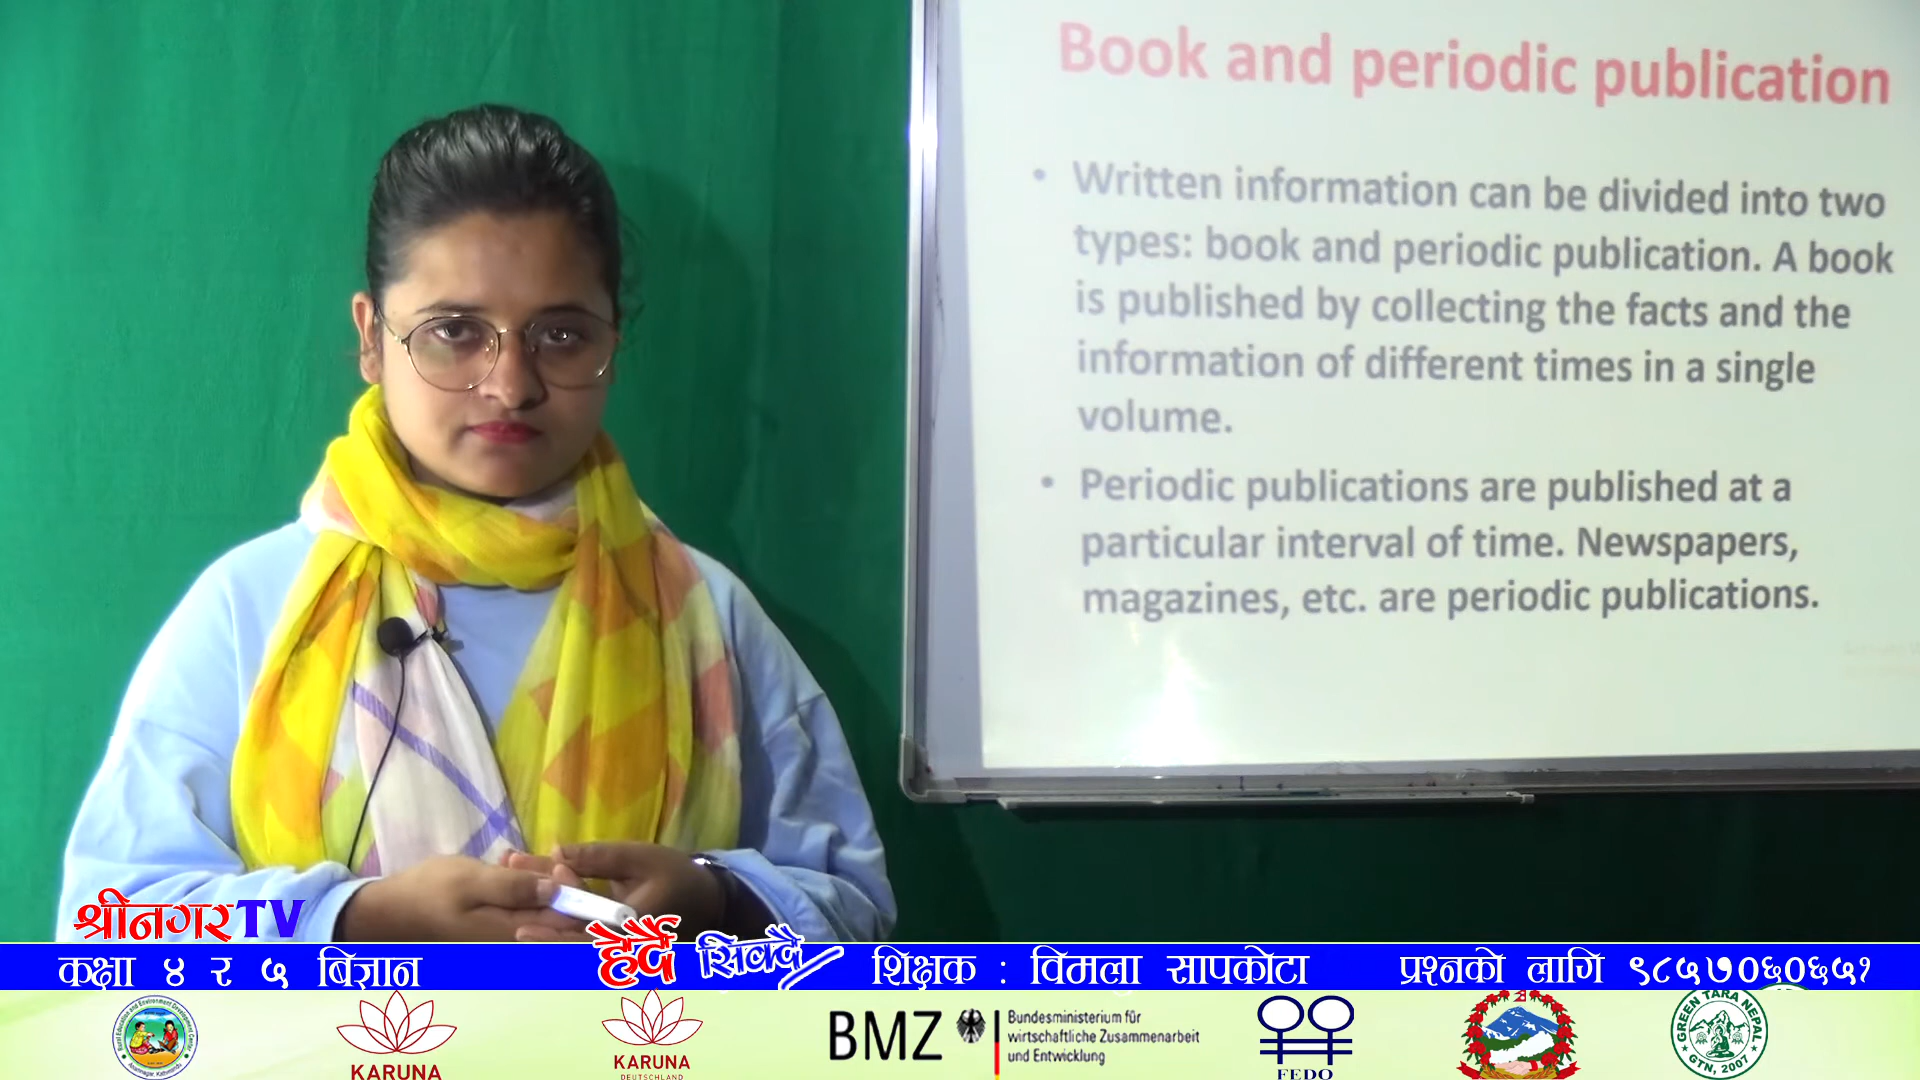 Book and periodic publication
• Written information can be divided into two
types: book and periodic publication. A book
is published by collecting the facts and the
information of different times in a single
volume.
• Periodic publications are published at a
particular interval of time. Newspapers,
magazines, etc. are periodic publications.
श्रीनगरTV
हेर्दै सिक्दै
कक्षा ४ र ५ बिज्ञान
शिक्षक : विमला सापकोटा
प्रश्नको लागि ९८५७०६०६५१
KARUNA
KARUNA
DEUTSCHLAND
BMZ
Bundesministerium für
wirtschaftliche Zusammenarbeit
und Entwicklung
FEDO
GREEN TARA NEPAL
GTN, 2007